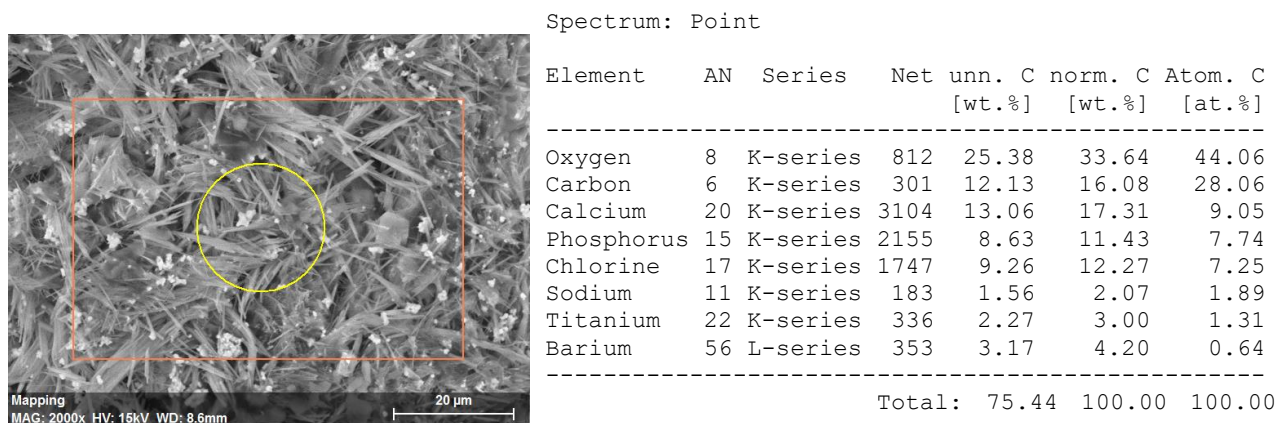 Spectrum: Point
Element AN Series Net unn. C norm. C Atom. C
[wt.%] [wt.%] [at.%]
--------------------------------------------------
Oxygen 8 K-series 812 25.38 33.64 44.06
Carbon 6 K-series 301 12.13 16.08 28.06
Calcium 20 K-series 3104 13.06 17.31 9.05
Phosphorus 15 K-series 2155 8.63 11.43 7.74
Chlorine 17 K-series 1747 9.26 12.27 7.25
Sodium 11 K-series 183 1.56 2.07 1.89
Titanium 22 K-series 336 2.27 3.00 1.31
Barium 56 L-series 353 3.17 4.20 0.64
--------------------------------------------------
Total: 75.44 100.00 100.00
Mapping
20 µm
MAG: 2000x HV: 15kV WD: 8.6mm